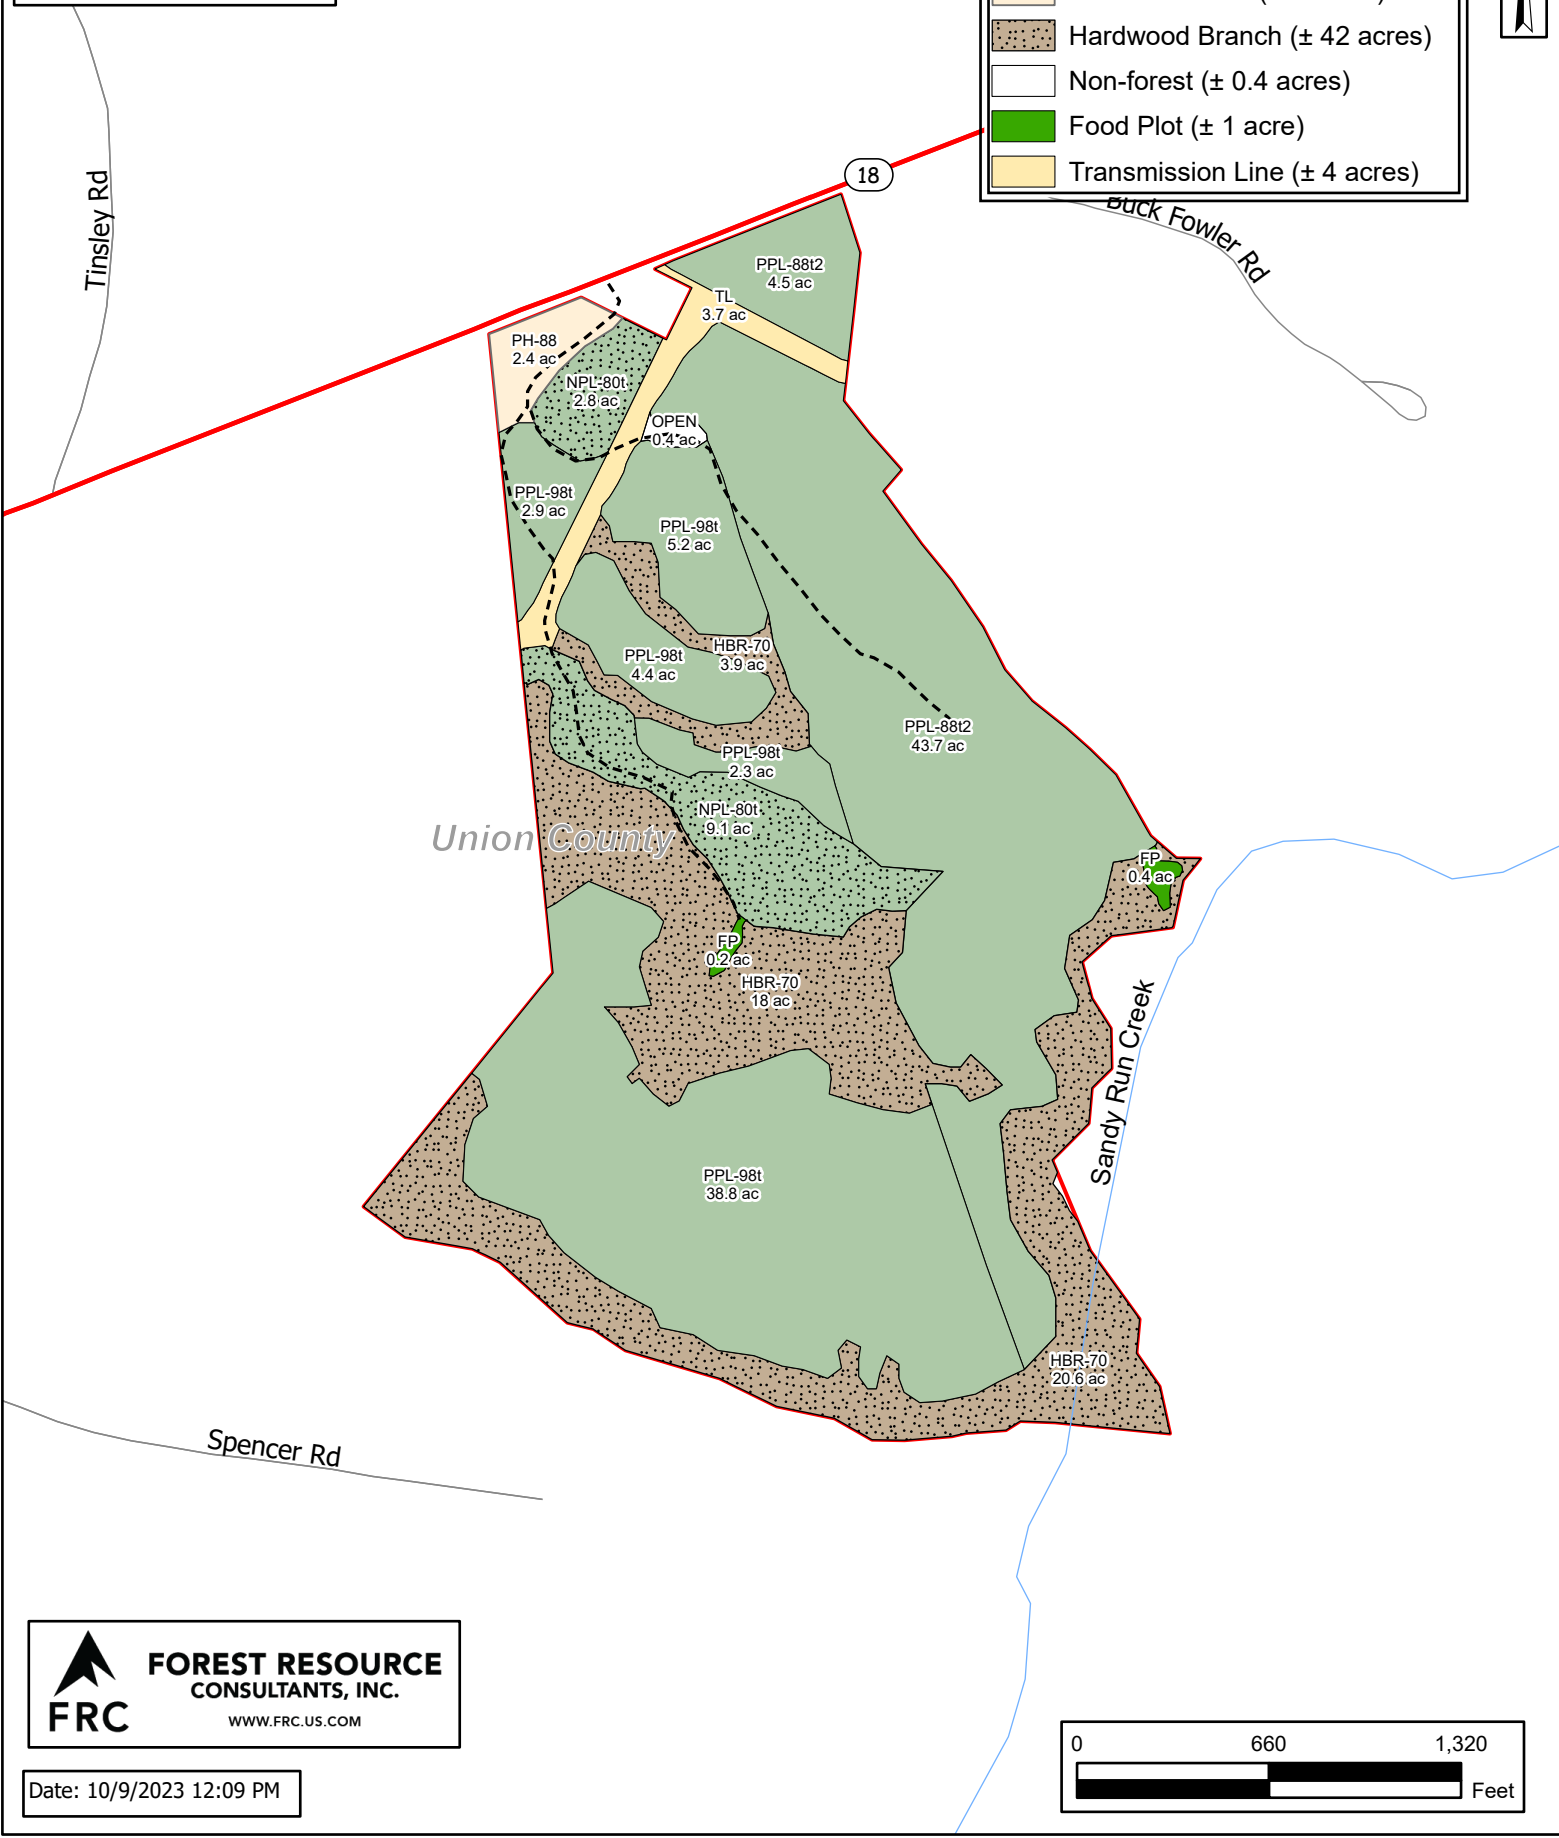 Hardwood Branch (± 42 acres)
Non-forest (± 0.4 acres)
Food Plot (± 1 acre)
Transmission Line (± 4 acres)
18
Tinsley Rd
Buck Fowler Rd
PPL-88t2
4.5 ac
TL
3.7 ac
PH-88
2.4 ac
NPL-80t
2.8 ac
OPEN
0.4 ac
PPL-98t
2.9 ac
PPL-98t
5.2 ac
HBR-70
3.9 ac
PPL-98t
4.4 ac
PPL-88t2
43.7 ac
PPL-98t
2.3 ac
NPL-80t
9.1 ac
Union County
FP
0.4 ac
FP
0.2 ac
HBR-70
18 ac
Sandy Run Creek
PPL-98t
38.8 ac
HBR-70
20.6 ac
Spencer Rd
FRC
FOREST RESOURCE
CONSULTANTS, INC.
WWW.FRC.US.COM
Date: 10/9/2023 12:09 PM
0 660 1,320
Feet